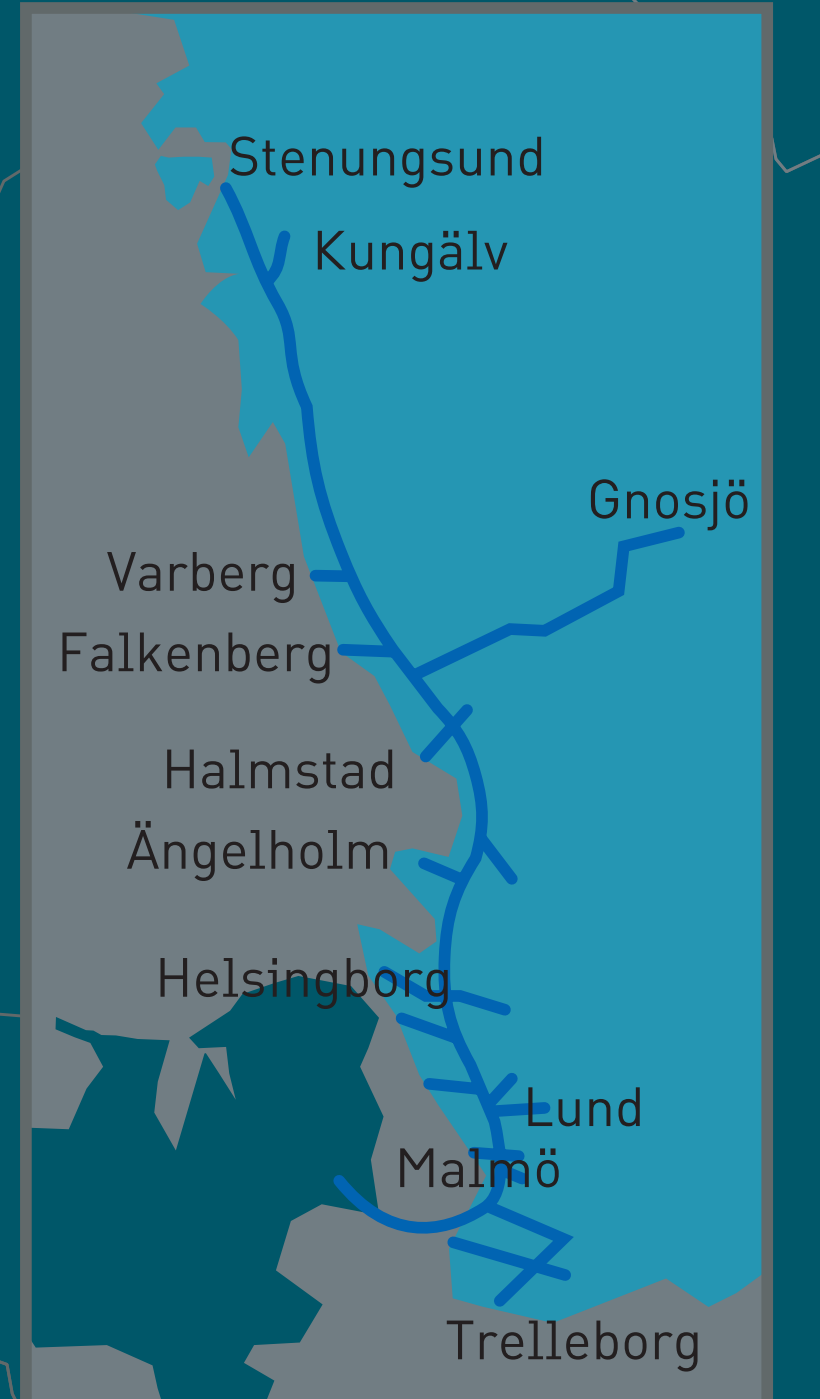 Stenungsund
Kungälv
Gnosjö
Varberg
Falkenberg
Halmstad
Ängelholm
Helsingborg
Lund
Malmö
Trelleborg